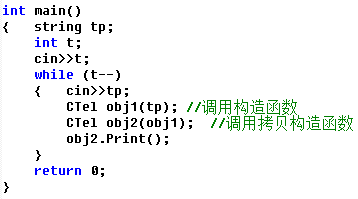 int main()
{   string tp;
    int t;
    cin>>t;
    while (t--)
    {   cin>>tp;
        CTel obj1(tp); //调用构造函数
        CTel obj2(obj1);  //调用拷贝构造函数
        obj2.Print();
    }
    return 0;
}